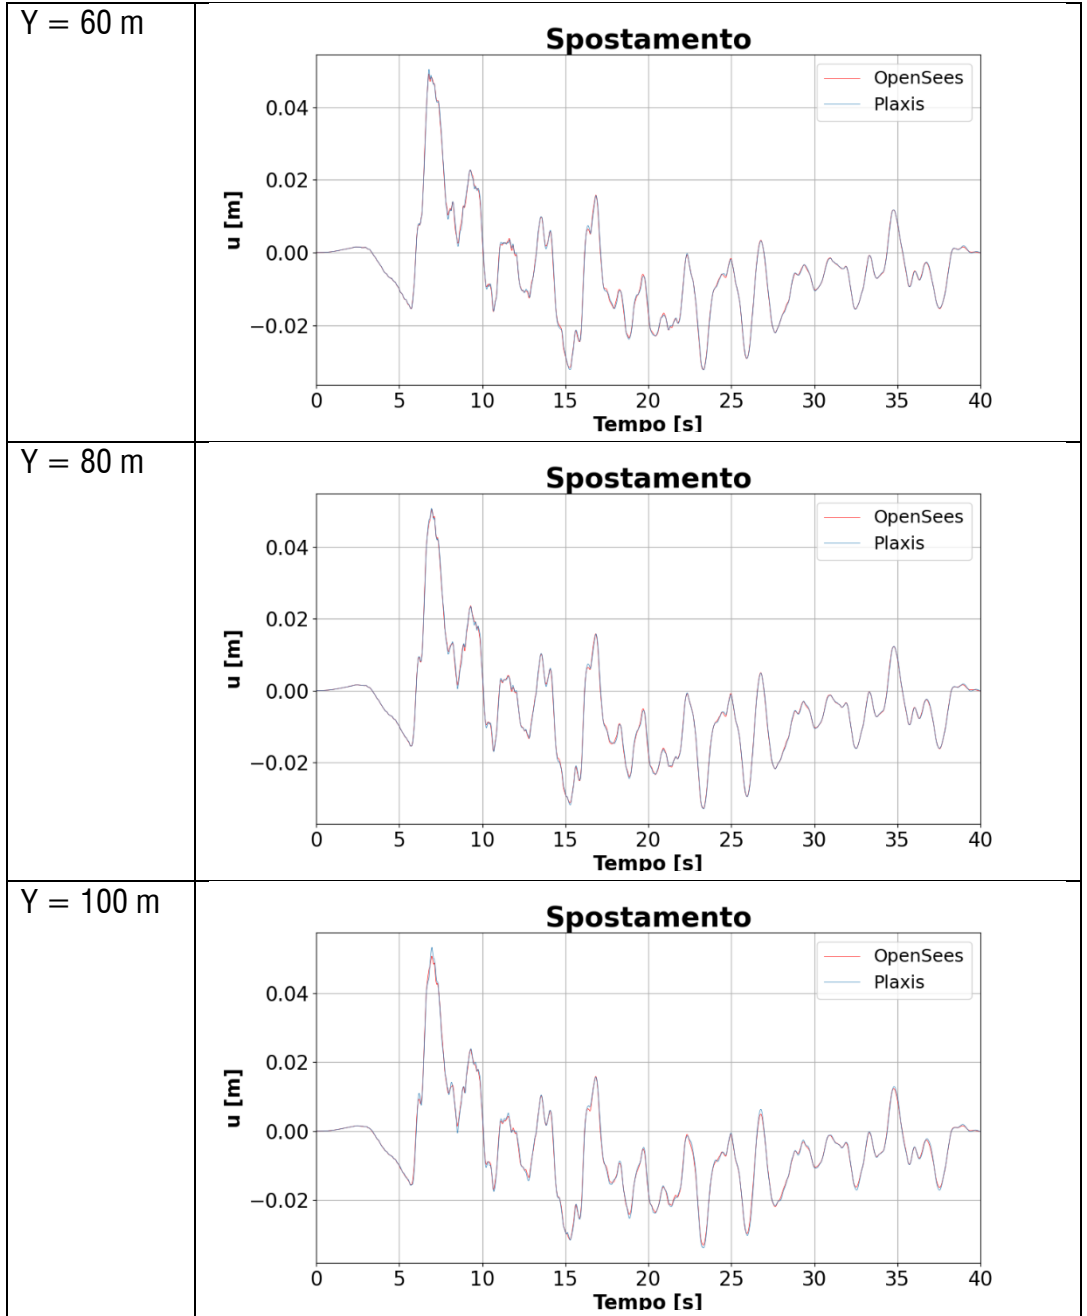 Y = 60 m
Spostamento
OpenSees
Plaxis
0.04
0.02
0.00
−0.02
u [m]
0 5 10 15 20 25 30 35 40
Tempo [s]
Y = 80 m
Spostamento
OpenSees
Plaxis
0.04
0.02
0.00
−0.02
u [m]
0 5 10 15 20 25 30 35 40
Tempo [s]
Y = 100 m
Spostamento
OpenSees
Plaxis
0.04
0.02
0.00
−0.02
u [m]
0 5 10 15 20 25 30 35 40
Tempo [s]